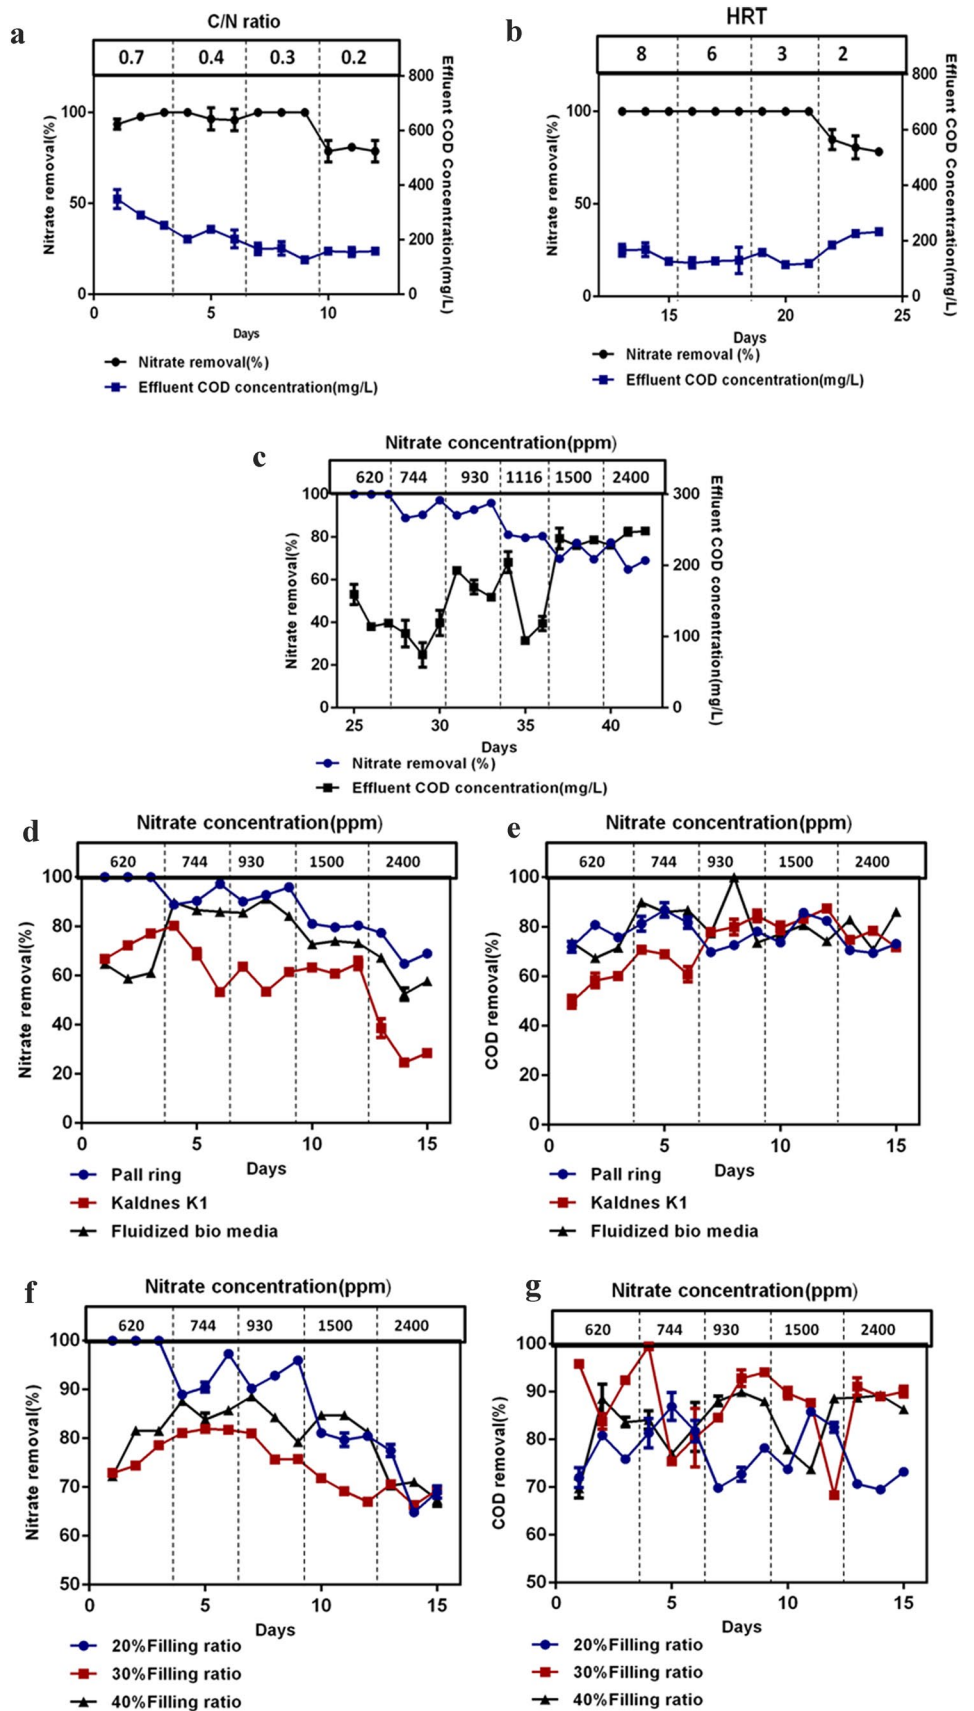 a
C/N ratio
0.7 0.4 0.3 0.2
Nitrate removal(%)
100
50
0
800
600
400
200
0
Effluent COD Concentration(mg/L)
0 5 10
Days
Nitrate removal(%)
Effluent COD concentration(mg/L)
b
HRT
8 6 3 2
Nitrate removal(%)
100
50
0
800
600
400
200
0
Effluent COD Concentration(mg/L)
15 20 25
Days
Nitrate removal (%)
Effluent COD concentration(mg/L)
c
Nitrate concentration(ppm)
620 744 930 1116 1500 2400
Nitrate removal(%)
100
80
60
40
20
0
300
200
100
0
Effluent COD concentration(mg/L)
25 30 35 40
Days
Nitrate removal (%)
Effluent COD concentration(mg/L)
d
Nitrate concentration(ppm)
620 744 930 1500 2400
Nitrate removal(%)
100
80
60
40
20
0
0 5 10 15
Days
Pall ring
Kaldnes K1
Fluidized bio media
e
Nitrate concentration(ppm)
620 744 930 1500 2400
COD removal(%)
100
80
60
40
20
0
0 5 10 15
Days
Pall ring
Kaldnes K1
Fluidized bio media
f
Nitrate concentration(ppm)
620 744 930 1500 2400
Nitrate removal(%)
100
90
80
70
60
50
0 5 10 15
Days
20%Filling ratio
30%Filling ratio
40%Filling ratio
g
Nitrate concentration(ppm)
620 744 930 1500 2400
COD removal(%)
100
90
80
70
60
50
0 5 10 15
Days
20%Filling ratio
30%Filling ratio
40%Filling ratio